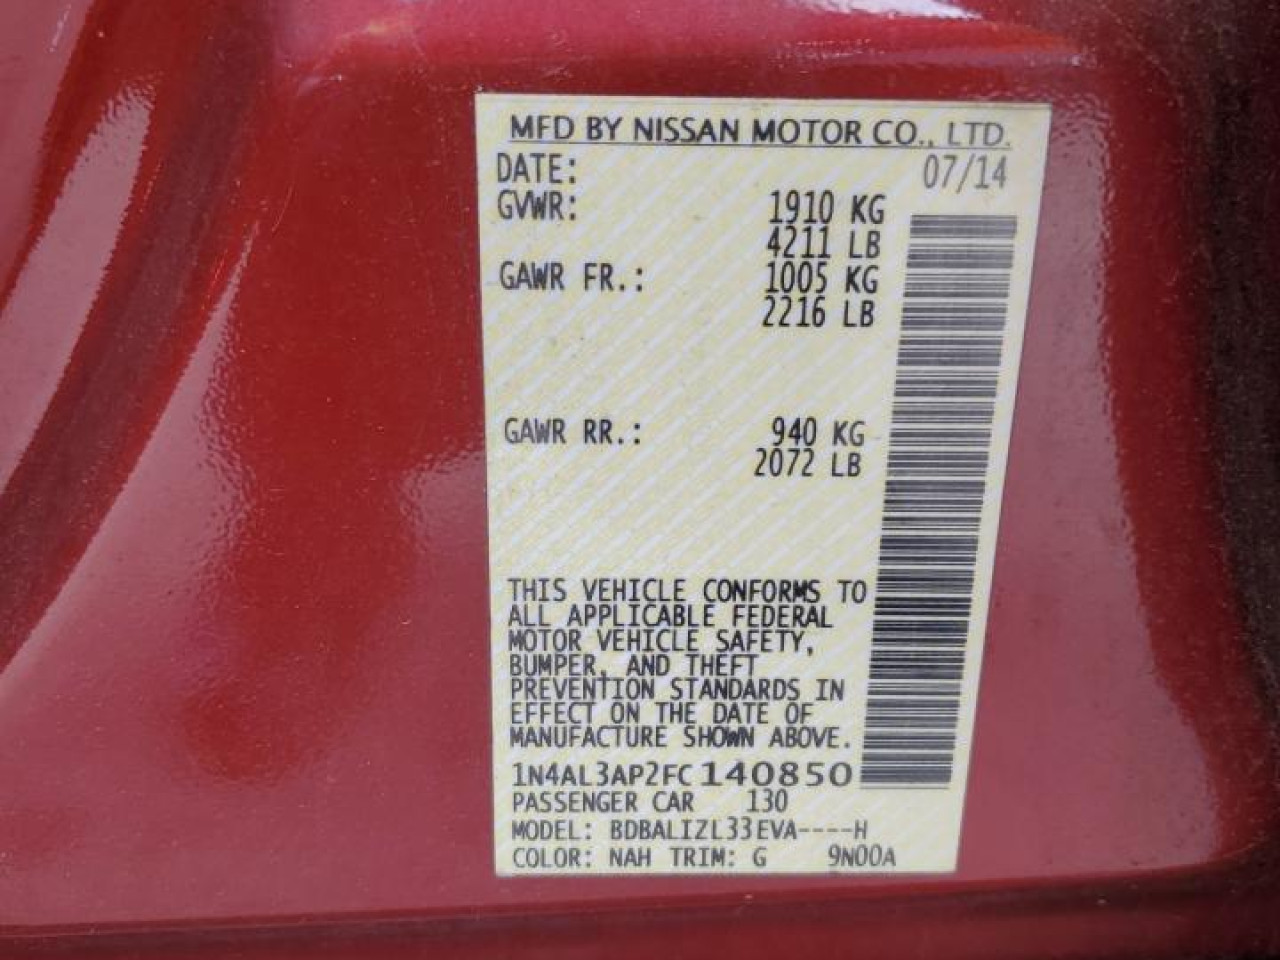 MFD BY NISSAN MOTOR CO., LTD.
DATE: 07/14
GVWR: 1910 KG
4211 LB
GAWR FR.: 1005 KG
2216 LB
GAWR RR.: 940 KG
2072 LB
THIS VEHICLE CONFORMS TO
ALL APPLICABLE FEDERAL
MOTOR VEHICLE SAFETY,
BUMPER, AND THEFT
PREVENTION STANDARDS IN
EFFECT ON THE DATE OF
MANUFACTURE SHOWN ABOVE.
1N4AL3AP2FC140850
PASSENGER CAR 130
MODEL: BDBALIZL33EVA----H
COLOR: NAH TRIM: G 9N00A